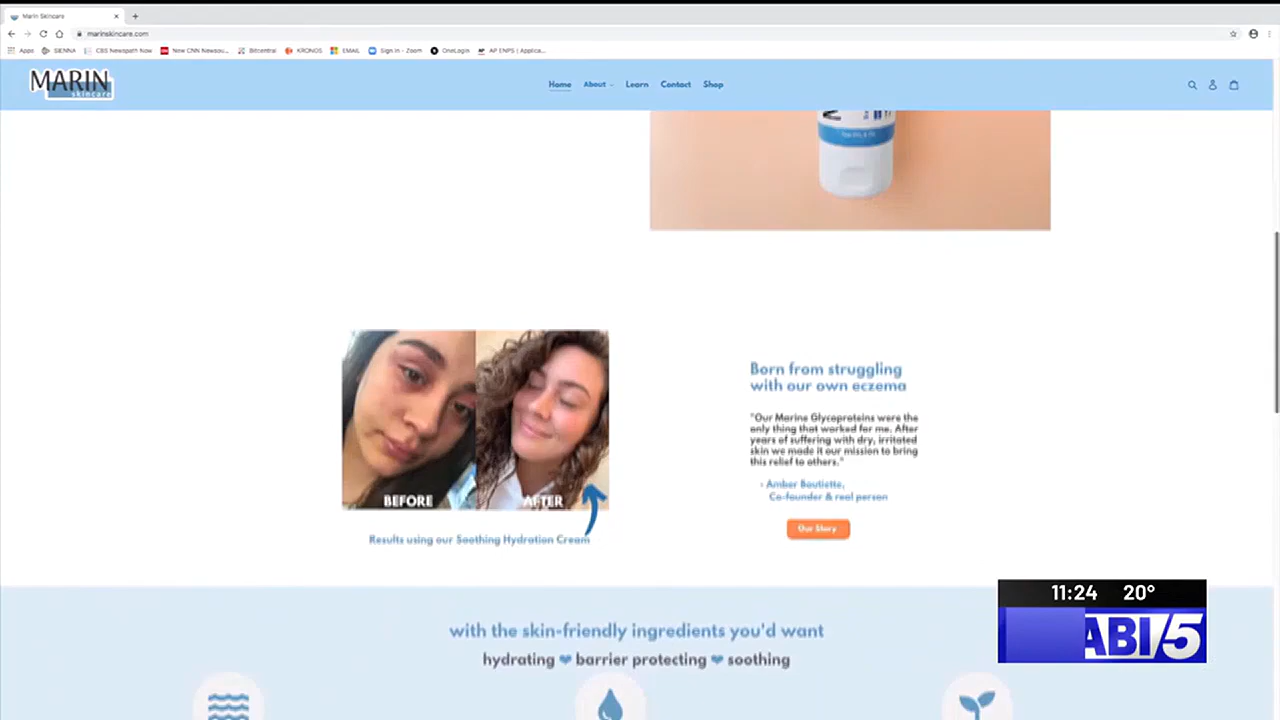 Marin Skincare
marinskincare.com
Apps SIENNA CBS Newspath Now New CNN Newsou... Bitcentral KRONOS EMAIL Sign In - Zoom OneLogin AP ENPS (Applica...
MARIN
skincare
Home About Learn Contact Shop
Born from struggling
with our own eczema
"Our Marine Glycoproteins were the
only thing that worked for me. After
years of suffering with dry, irritated
skin we made it our mission to bring
this relief to others."
- Amber Boutiette,
Co-founder & real person
Our Story
BEFORE AFTER
Results using our Soothing Hydration Cream
11:24 20°
ABI 5
with the skin-friendly ingredients you'd want
hydrating barrier protecting soothing